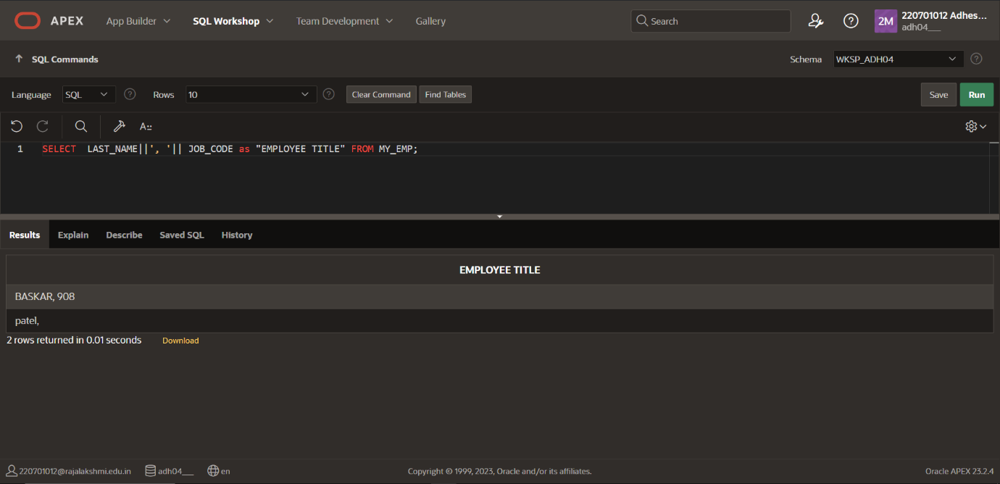 APEX App Builder SQL Workshop Team Development Gallery Search 2M 220701012 Adhes...
adh04___
SQL Commands Schema WKSP_ADH04
Language SQL Rows 10 Clear Command Find Tables Save Run
A::
1 SELECT  LAST_NAME||', '|| JOB_CODE as "EMPLOYEE TITLE" FROM MY_EMP;
Results Explain Describe Saved SQL History
EMPLOYEE TITLE
BASKAR, 908
patel,
2 rows returned in 0.01 seconds Download
220701012@rajalakshmi.edu.in adh04___ en Copyright © 1999, 2023, Oracle and/or its affiliates. Oracle APEX 23.2.4